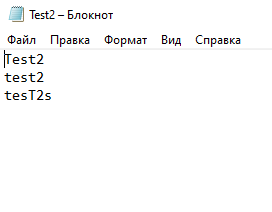 Test2 – Блокнот
Файл Правка Формат Вид Справка
Test2
test2
tesT2s